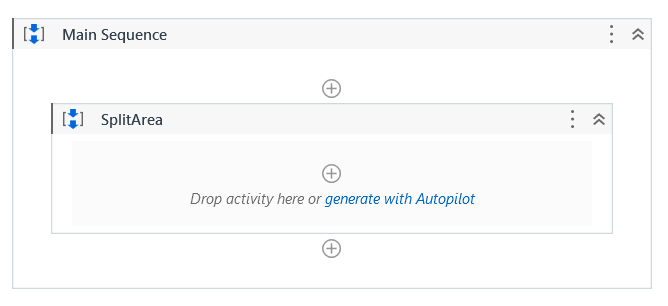 Main Sequence
SplitArea
Drop activity here or generate with Autopilot